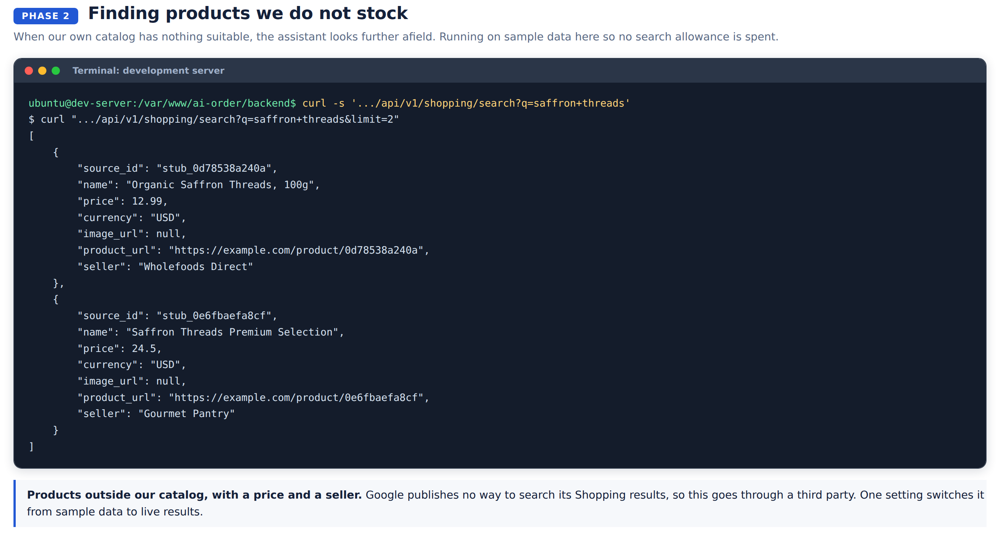 PHASE 2 Finding products we do not stock
When our own catalog has nothing suitable, the assistant looks further afield. Running on sample data here so no search allowance is spent.
Terminal: development server
ubuntu@dev-server:/var/www/ai-order/backend$ curl -s '.../api/v1/shopping/search?q=saffron+threads'
$ curl ".../api/v1/shopping/search?q=saffron+threads&limit=2"
[
    {
        "source_id": "stub_0d78538a240a",
        "name": "Organic Saffron Threads, 100g",
        "price": 12.99,
        "currency": "USD",
        "image_url": null,
        "product_url": "https://example.com/product/0d78538a240a",
        "seller": "Wholefoods Direct"
    },
    {
        "source_id": "stub_0e6fbaefa8cf",
        "name": "Saffron Threads Premium Selection",
        "price": 24.5,
        "currency": "USD",
        "image_url": null,
        "product_url": "https://example.com/product/0e6fbaefa8cf",
        "seller": "Gourmet Pantry"
    }
]
Products outside our catalog, with a price and a seller. Google publishes no way to search its Shopping results, so this goes through a third party. One setting switches it
from sample data to live results.